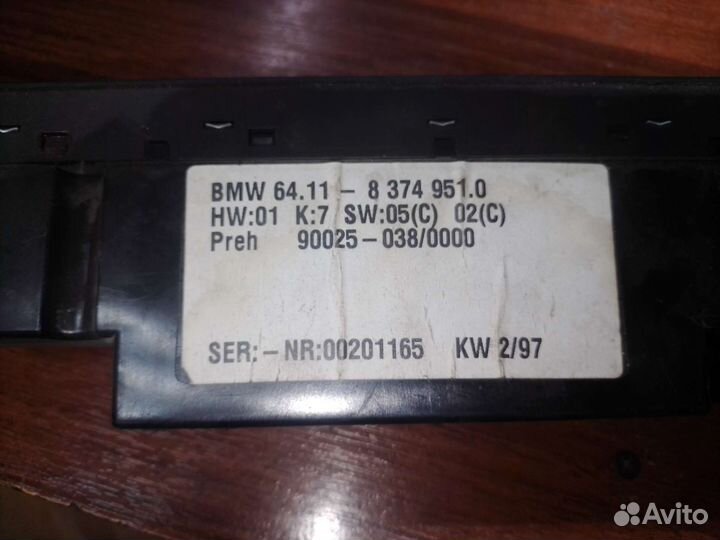 BMW 64.11 - 8 374 951.0
HW:01 K:7 SW:05(C) 02(C)
Preh 90025-038/0000
SER:-NR:00201165 KW 2/97
Avito